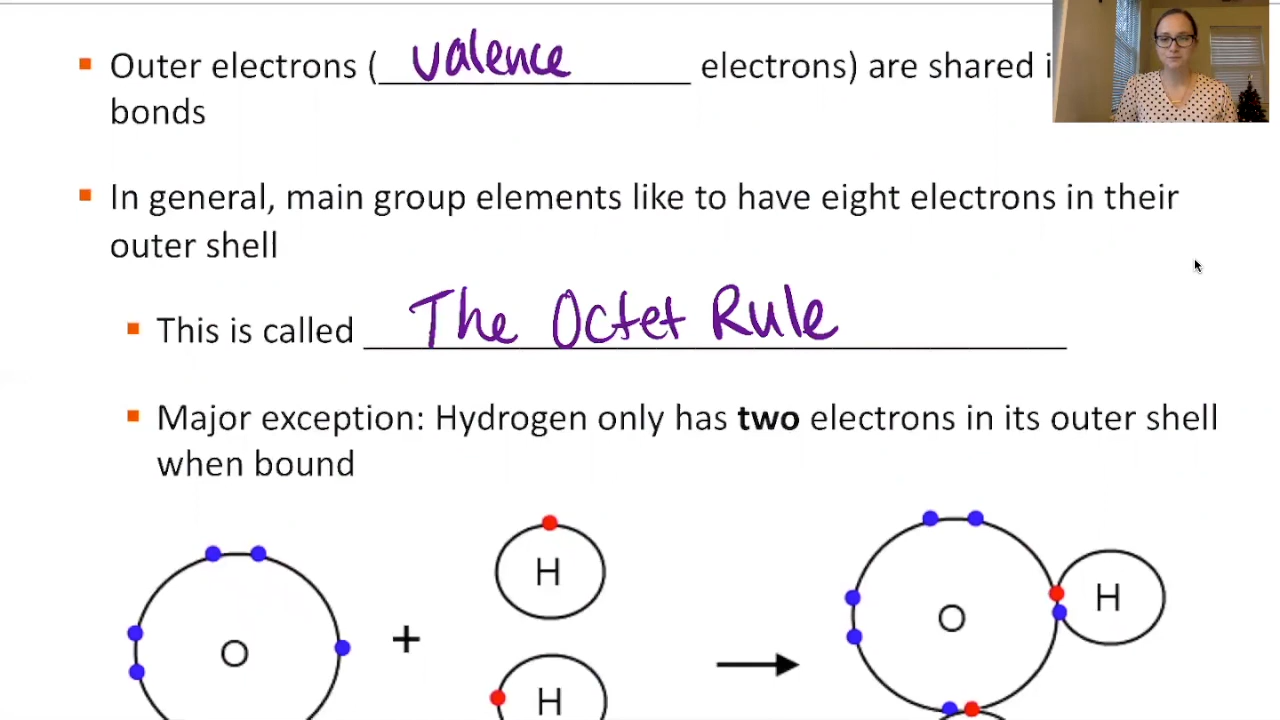 Outer electrons (valence electrons) are shared i
bonds
In general, main group elements like to have eight electrons in their
outer shell
This is called The Octet Rule
Major exception: Hydrogen only has two electrons in its outer shell
when bound
H
H
O
O
+
H